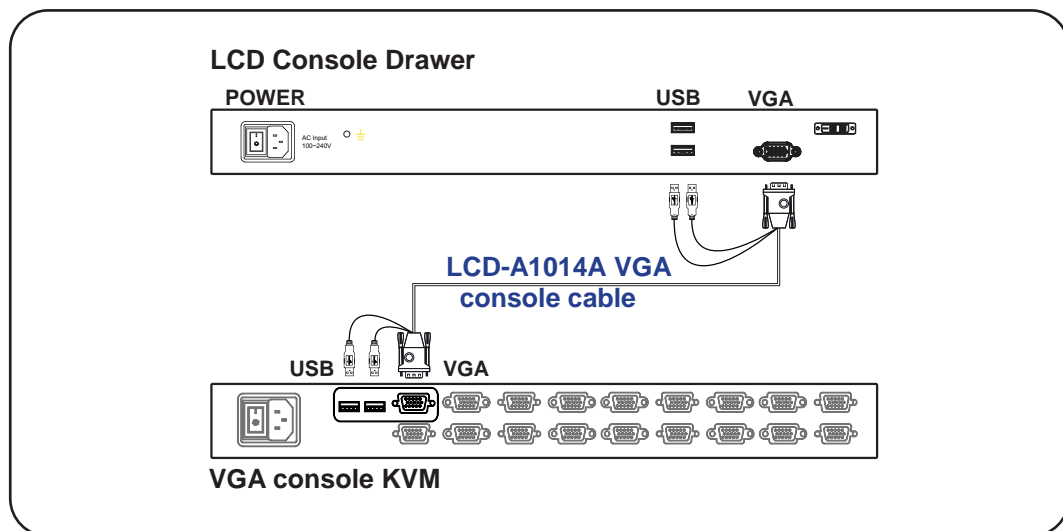 LCD Console Drawer
POWER
USB
VGA
AC Input
100~240V
LCD-A1014A VGA
console cable
USB
VGA
VGA console KVM